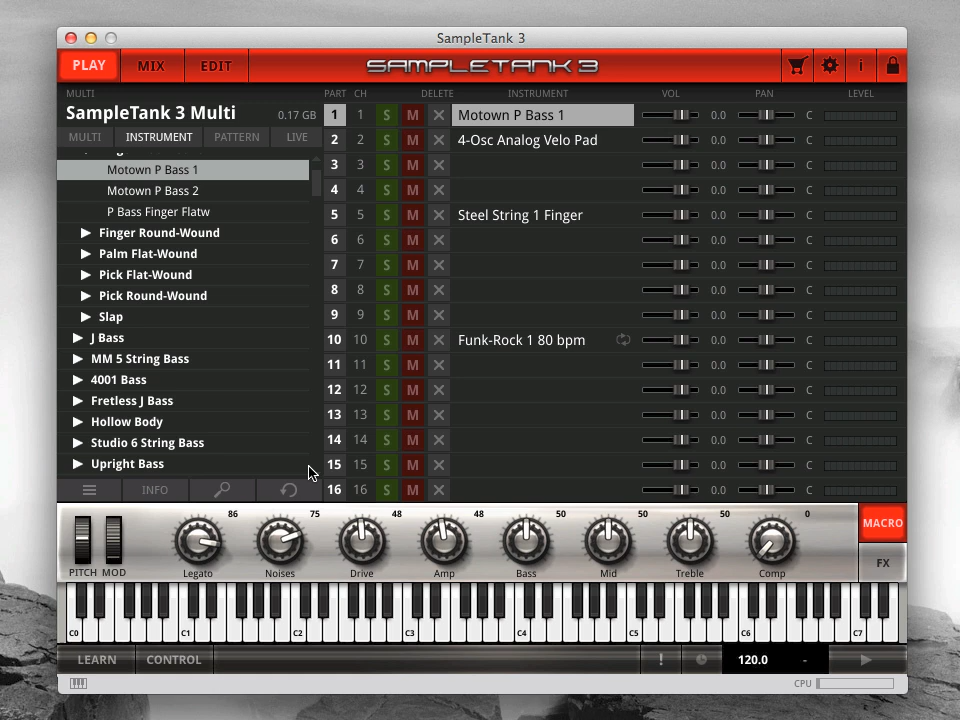 SampleTank 3
PLAY MIX EDIT SAMPLETANK 3 i
MULTI PART CH DELETE INSTRUMENT VOL PAN LEVEL
SampleTank 3 Multi 0.17 GB
MULTI INSTRUMENT PATTERN LIVE
Motown P Bass 1
Motown P Bass 2
P Bass Finger Flatw
Finger Round-Wound
Palm Flat-Wound
Pick Flat-Wound
Pick Round-Wound
Slap
J Bass
MM 5 String Bass
4001 Bass
Fretless J Bass
Hollow Body
Studio 6 String Bass
Upright Bass
INFO
1 1 S M X Motown P Bass 1 0.0 C
2 2 S M X 4-Osc Analog Velo Pad 0.0 C
3 3 S M X 0.0 C
4 4 S M X 0.0 C
5 5 S M X Steel String 1 Finger 0.0 C
6 6 S M X 0.0 C
7 7 S M X 0.0 C
8 8 S M X 0.0 C
9 9 S M X 0.0 C
10 10 S M X Funk-Rock 1 80 bpm 0.0 C
11 11 S M X 0.0 C
12 12 S M X 0.0 C
13 13 S M X 0.0 C
14 14 S M X 0.0 C
15 15 S M X 0.0 C
16 16 S M X 0.0 C
86 75 48 48 50 50 50 0
PITCH MOD Legato Noises Drive Amp Bass Mid Treble Comp
MACRO
FX
C0 C1 C2 C3 C4 C5 C6 C7
LEARN CONTROL ! 120.0 -
CPU